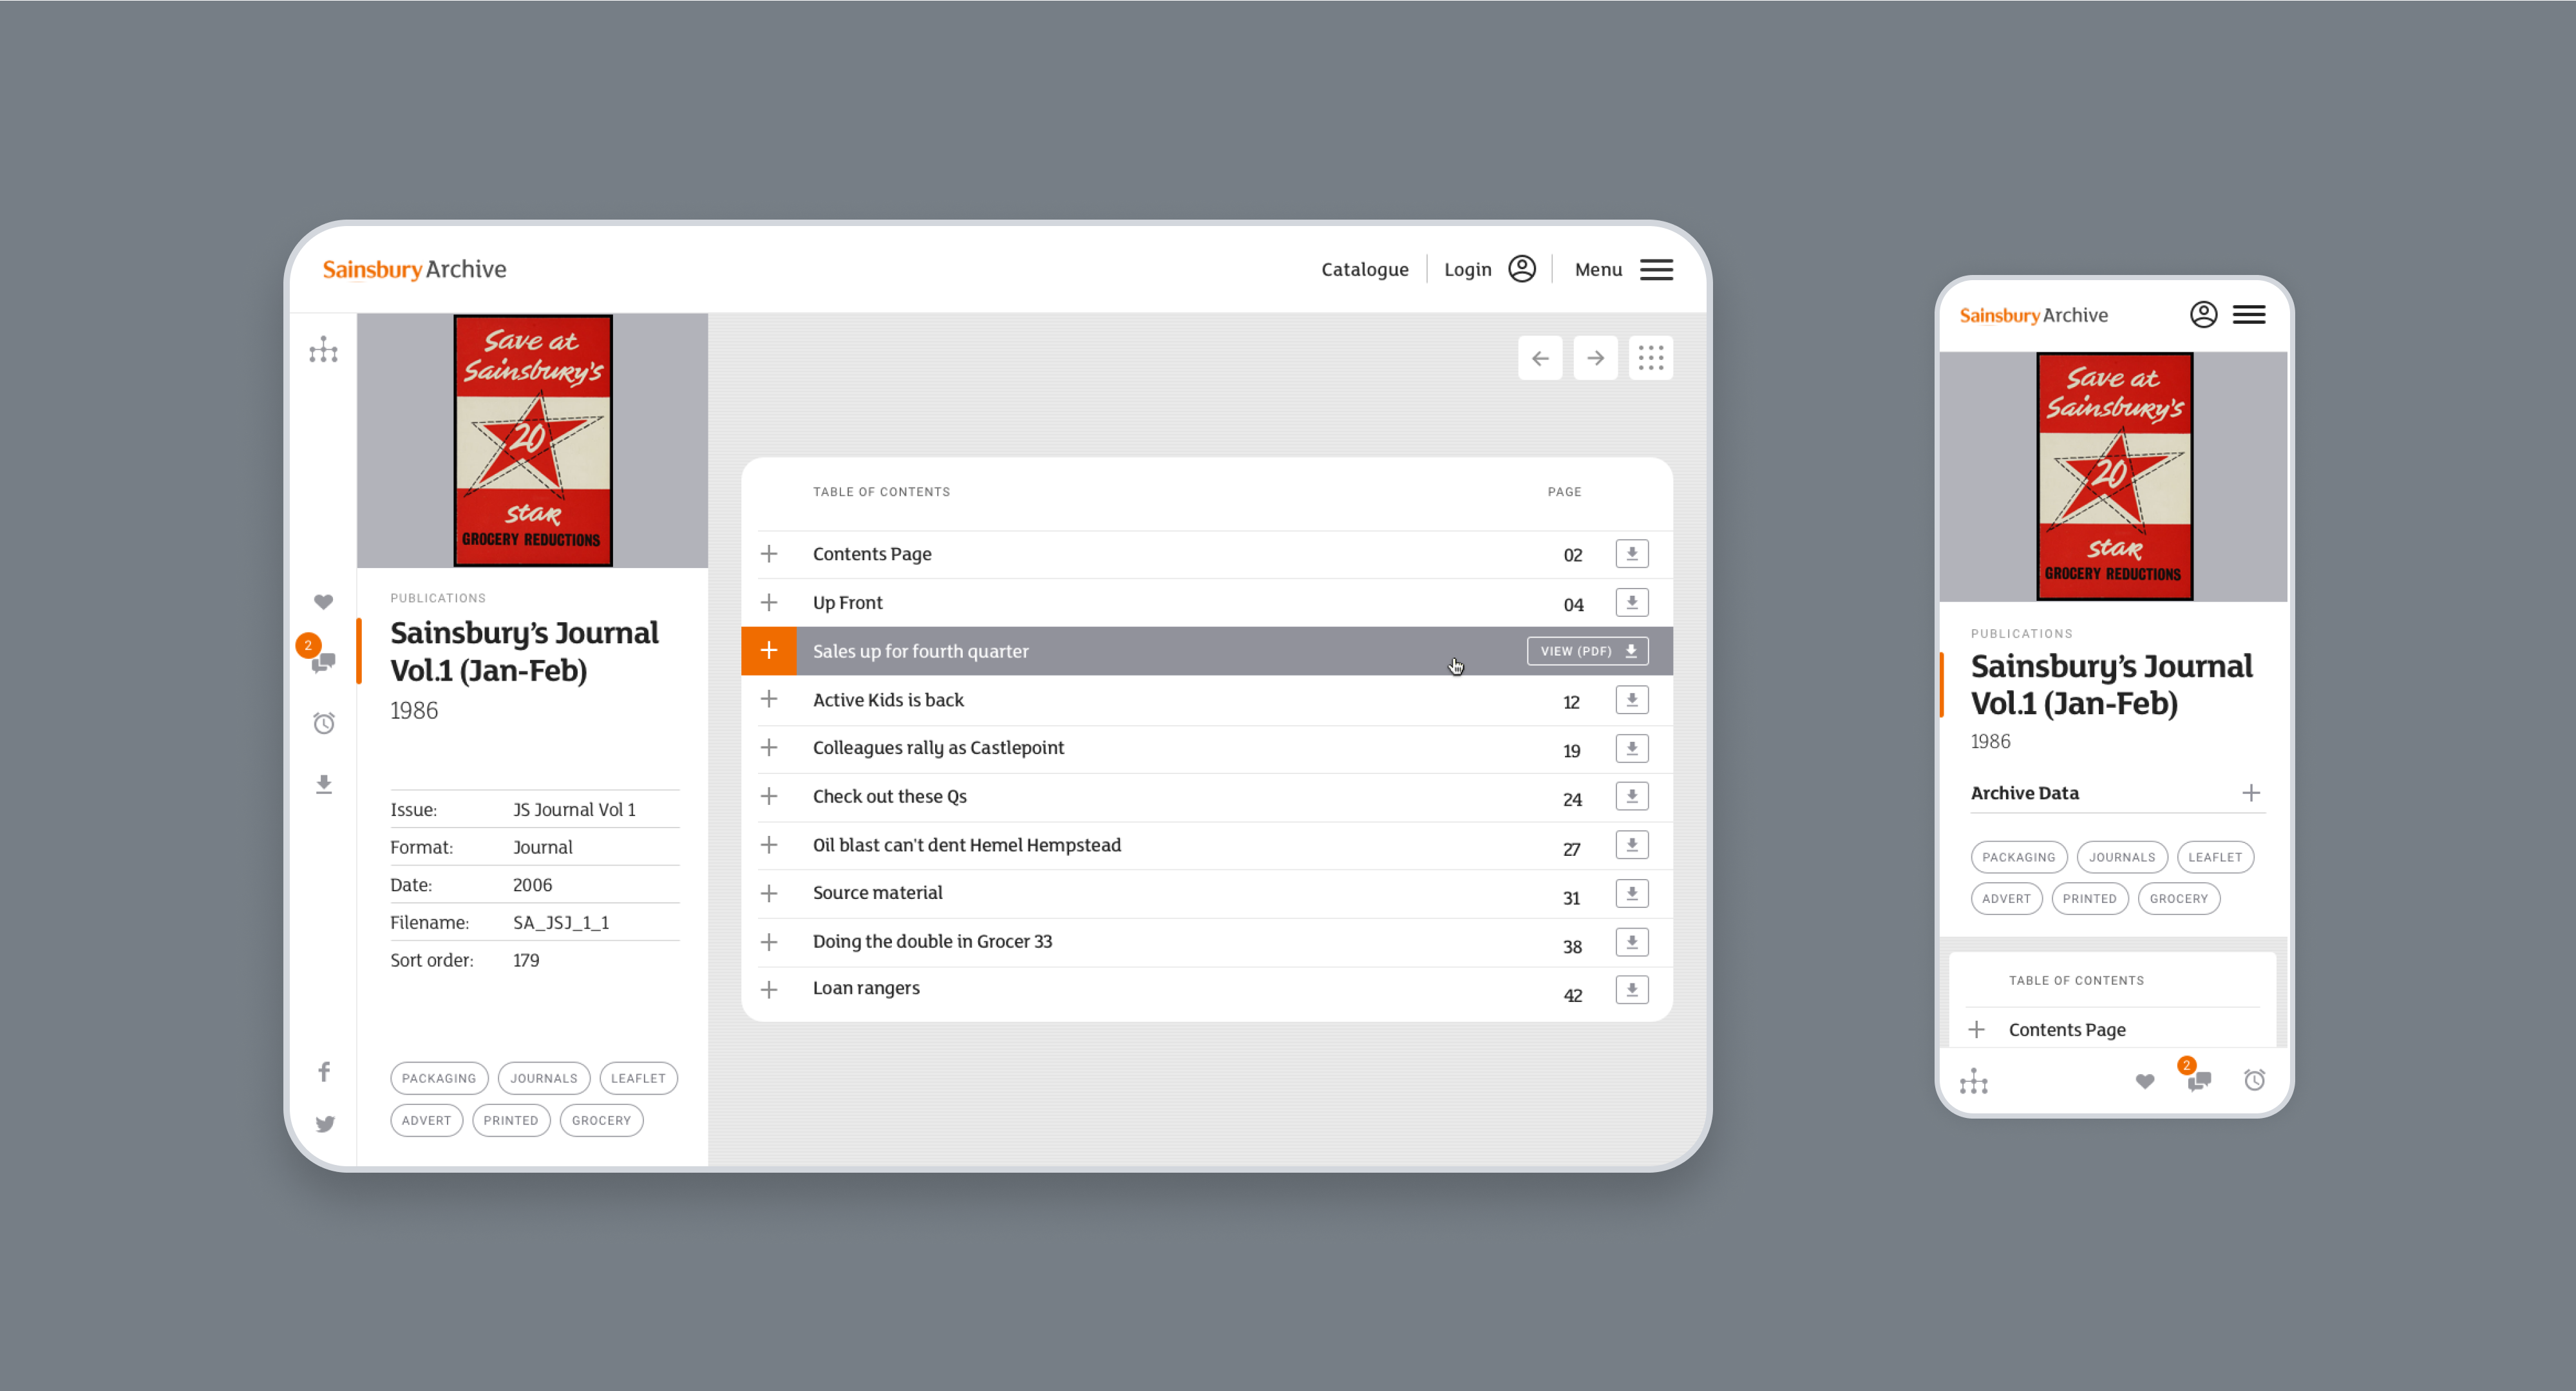 Sainsbury Archive
Catalogue
Login
Menu
Save at
Sainsbury's
20
star
GROCERY REDUCTIONS
2
PUBLICATIONS
Sainsbury's Journal
Vol.1 (Jan-Feb)
1986
Issue: JS Journal Vol 1
Format: Journal
Date: 2006
Filename: SA_JSJ_1_1
Sort order: 179
PACKAGING JOURNALS LEAFLET
ADVERT PRINTED GROCERY
TABLE OF CONTENTS PAGE
Contents Page 02
Up Front 04
Sales up for fourth quarter VIEW (PDF)
Active Kids is back 12
Colleagues rally as Castlepoint 19
Check out these Qs 24
Oil blast can't dent Hemel Hempstead 27
Source material 31
Doing the double in Grocer 33 38
Loan rangers 42
Sainsbury Archive
Save at
Sainsbury's
20
star
GROCERY REDUCTIONS
PUBLICATIONS
Sainsbury's Journal
Vol.1 (Jan-Feb)
1986
Archive Data
PACKAGING JOURNALS LEAFLET
ADVERT PRINTED GROCERY
TABLE OF CONTENTS
Contents Page
2